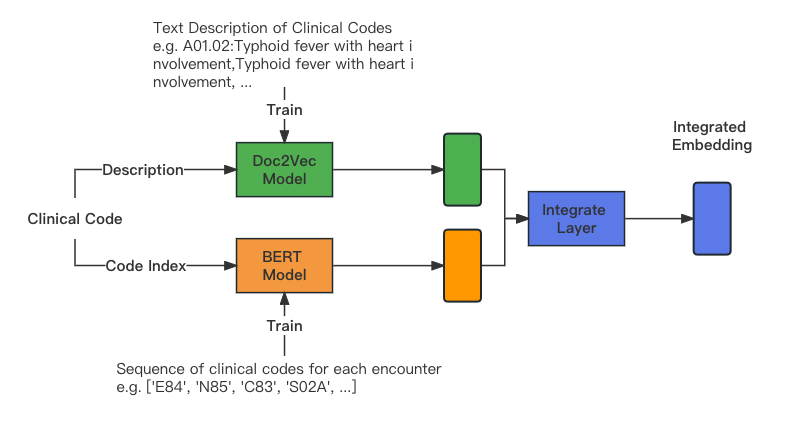 Text Description of Clinical Codes
e.g. A01.02:Typhoid fever with heart i
nvolvement,Typhoid fever with heart i
nvolvement, ...
Train
Integrated
Embedding
Description
Doc2Vec
Model
Clinical Code
Integrate
Layer
Code Index
BERT
Model
Train
Sequence of clinical codes for each encounter
e.g. ['E84', 'N85', 'C83', 'S02A', ...]